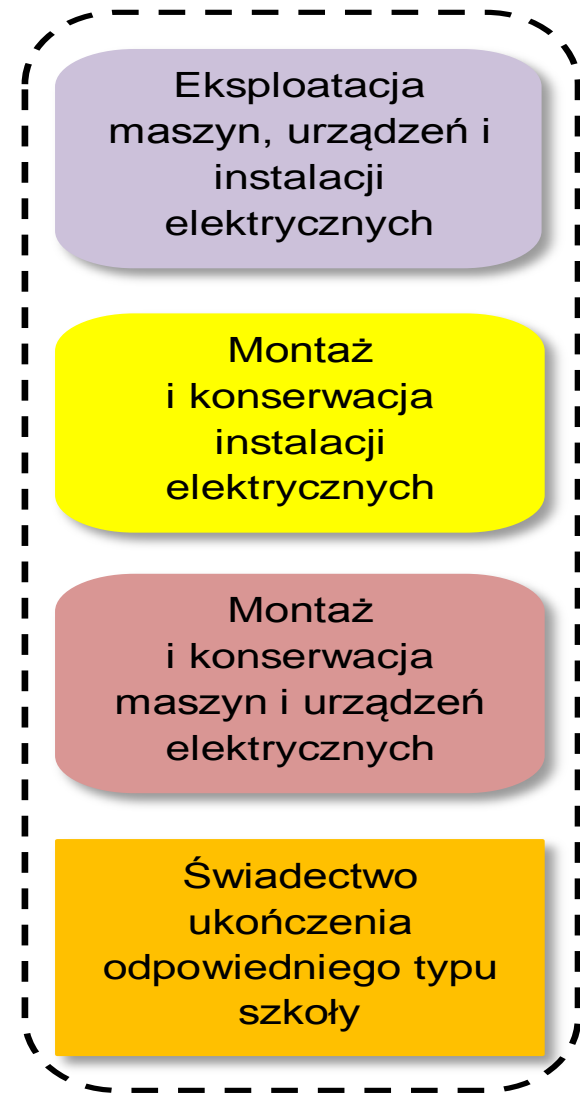 Eksploatacja
maszyn, urządzeń i
instalacji
elektrycznych
Montaż
i konserwacja
instalacji
elektrycznych
Montaż
i konserwacja
maszyn i urządzeń
elektrycznych
Świadectwo
ukończenia
odpowiedniego typu
szkoły